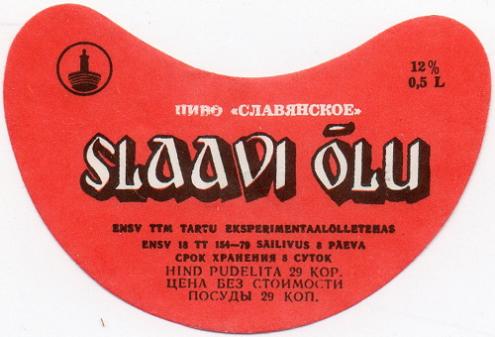 12%
0,5 L
ПИВО «СЛАВЯНСКОЕ»
SLAAVI ÕLU
ENSV TTM TARTU EKSPERIMENTAALÕLLETEHAS
ENSV 18 TT 154—79 SÄILIVUS 8 PÄEVA
СРОК ХРАНЕНИЯ 8 СУТОК
HIND PUDELITA 29 KOP.
ЦЕНА БЕЗ СТОИМОСТИ
ПОСУДЫ 29 КОП.